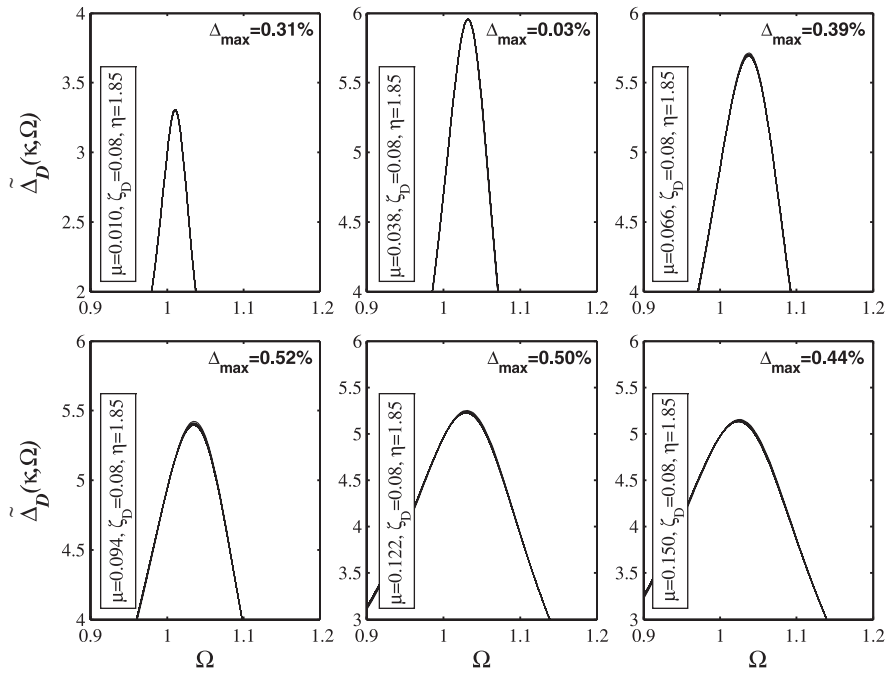 Δmax=0.31%
Δmax=0.03%
Δmax=0.39%
4
3.5
3
2.5
2
6
5.5
5
4.5
4
6
5.5
5
4.5
4
Δ̃D(κ,Ω)
μ=0.010, ζD=0.08, η=1.85
μ=0.038, ζD=0.08, η=1.85
μ=0.066, ζD=0.08, η=1.85
0.9 1 1.1 1.2
0.9 1 1.1 1.2
0.9 1 1.1 1.2
Δmax=0.52%
Δmax=0.50%
Δmax=0.44%
6
5.5
5
4.5
4
6
5.5
5
4.5
4
3.5
3
6
5.5
5
4.5
4
3.5
3
Δ̃D(κ,Ω)
μ=0.094, ζD=0.08, η=1.85
μ=0.122, ζD=0.08, η=1.85
μ=0.150, ζD=0.08, η=1.85
0.9 1 1.1 1.2
0.9 1 1.1 1.2
0.9 1 1.1 1.2
Ω
Ω
Ω